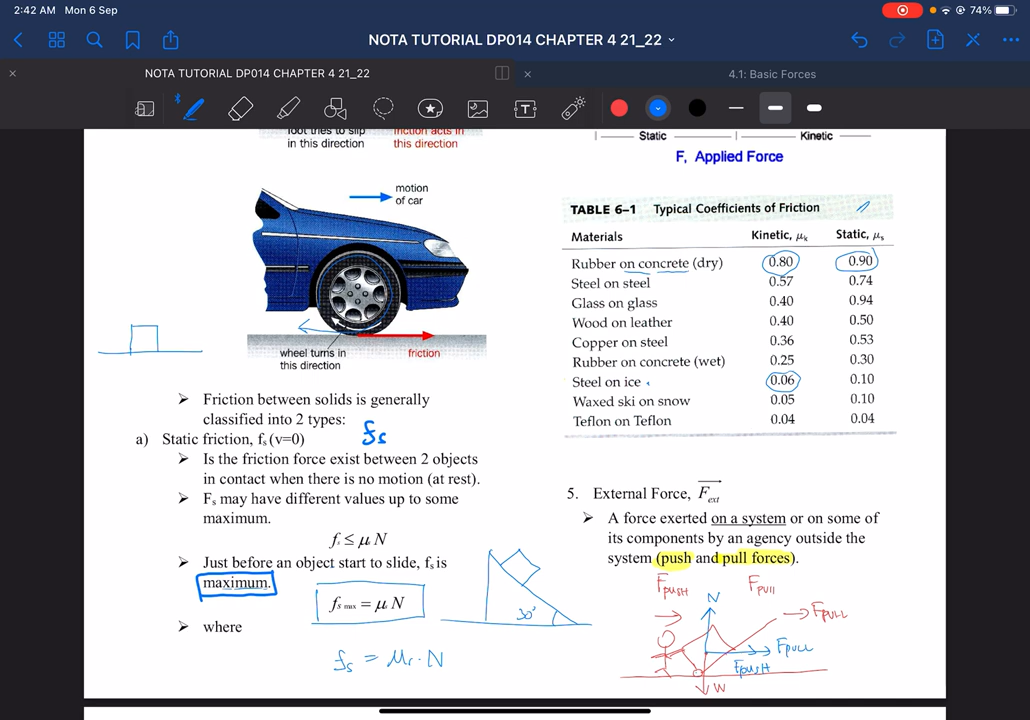 2:42 AM Mon 6 Sep
74%
NOTA TUTORIAL DP014 CHAPTER 4 21_22
NOTA TUTORIAL DP014 CHAPTER 4 21_22
4.1: Basic Forces
foot tries to slip
in this direction
friction acts in
this direction
motion
of car
wheel turns in
this direction
friction
➢ Friction between solids is generally
classified into 2 types:
a) Static friction, fs (v=0)
fs
➢ Is the friction force exist between 2 objects
in contact when there is no motion (at rest).
➢ Fs may have different values up to some
maximum.
fs ≤ μ N
➢ Just before an object start to slide, fs is
maximum.
fs max = μ N
30°
➢ where
fs = μs · N
Static
Kinetic
F, Applied Force
TABLE 6–1 Typical Coefficients of Friction
Materials Kinetic, μk Static, μs
Rubber on concrete (dry) 0.80 0.90
Steel on steel 0.57 0.74
Glass on glass 0.40 0.94
Wood on leather 0.40 0.50
Copper on steel 0.36 0.53
Rubber on concrete (wet) 0.25 0.30
Steel on ice 0.06 0.10
Waxed ski on snow 0.05 0.10
Teflon on Teflon 0.04 0.04
5. External Force, Fext
➢ A force exerted on a system or on some of
its components by an agency outside the
system (push and pull forces).
FPUSH
FPUll
N
FPULL
FPULL
FPUSH
W